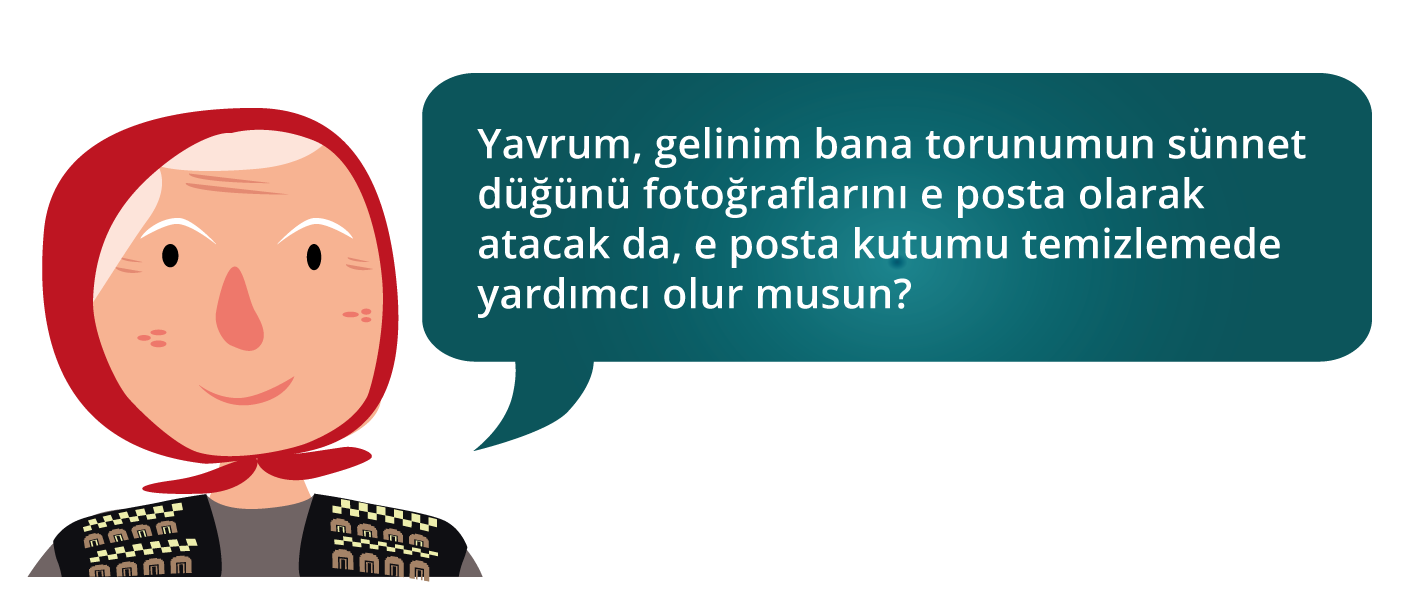 Yavrum, gelinim bana torunumun sünnet
düğünü fotoğraflarını e posta olarak
atacak da, e posta kutumu temizlemede
yardımcı olur musun?